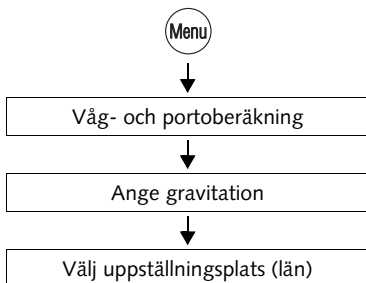 Menu
Våg- och portoberäkning
Ange gravitation
Välj uppställningsplats (län)